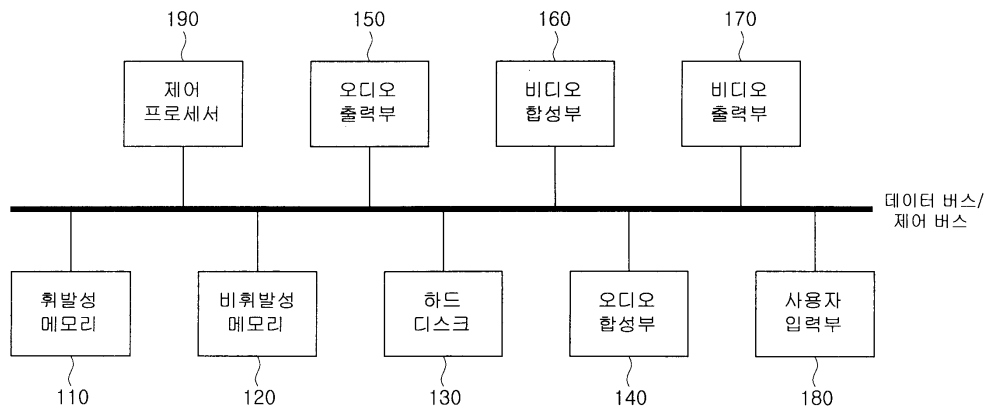 190
150
160
170
제어
프로세서
오디오
출력부
비디오
합성부
비디오
출력부
데이터 버스/
제어 버스
휘발성
메모리
비휘발성
메모리
하드
디스크
오디오
합성부
사용자
입력부
110
120
130
140
180